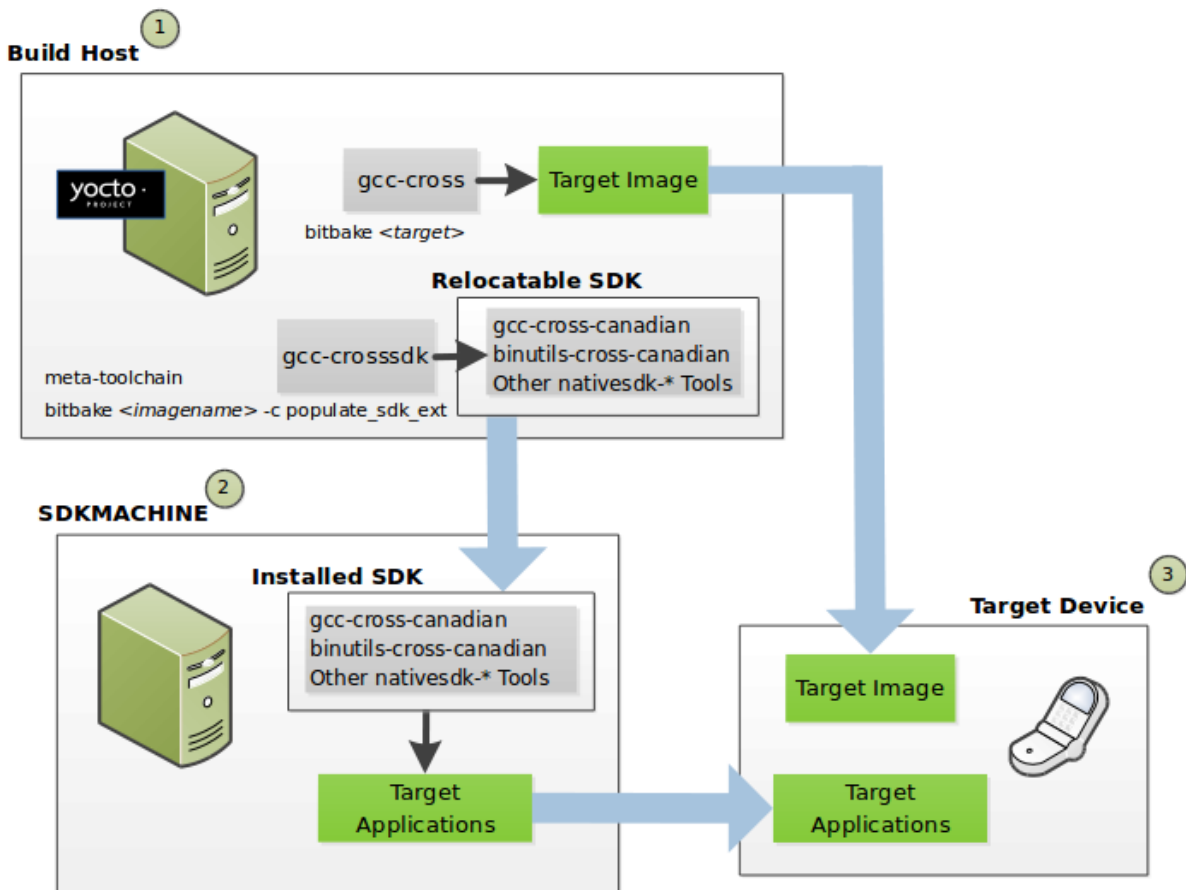 1
Build Host
yocto ·
PROJECT
gcc-cross
Target Image
bitbake <target>
Relocatable SDK
gcc-cross-canadian
binutils-cross-canadian
Other nativesdk-* Tools
gcc-crosssdk
meta-toolchain
bitbake <imagename> -c populate_sdk_ext
2
SDKMACHINE
Installed SDK
gcc-cross-canadian
binutils-cross-canadian
Other nativesdk-* Tools
Target
Applications
3
Target Device
Target Image
Target
Applications